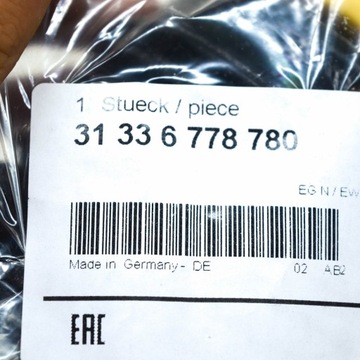 1 Stueck / piece
31 33 6 778 780
EG N / EW
Made in Germany - DE 02 AB2
EAC